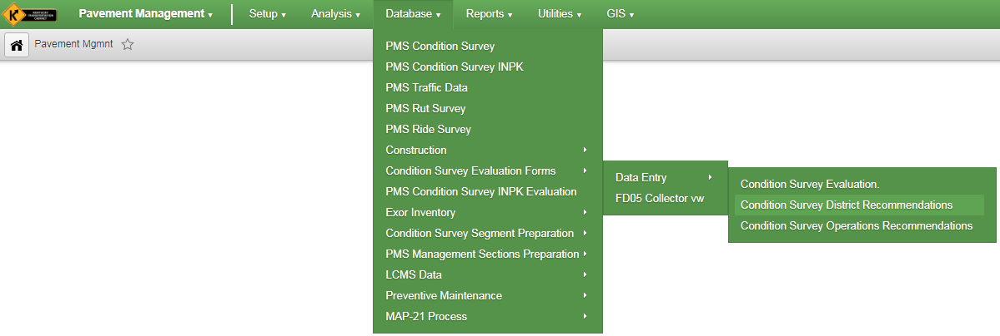 KENTUCKY
TRANSPORTATION
CABINET
Pavement Management Setup Analysis Database Reports Utilities GIS
Pavement Mgmnt
PMS Condition Survey
PMS Condition Survey INPK
PMS Traffic Data
PMS Rut Survey
PMS Ride Survey
Construction
Condition Survey Evaluation Forms
PMS Condition Survey INPK Evaluation
Exor Inventory
Condition Survey Segment Preparation
PMS Management Sections Preparation
LCMS Data
Preventive Maintenance
MAP-21 Process
Data Entry
FD05 Collector vw
Condition Survey Evaluation.
Condition Survey District Recommendations
Condition Survey Operations Recommendations